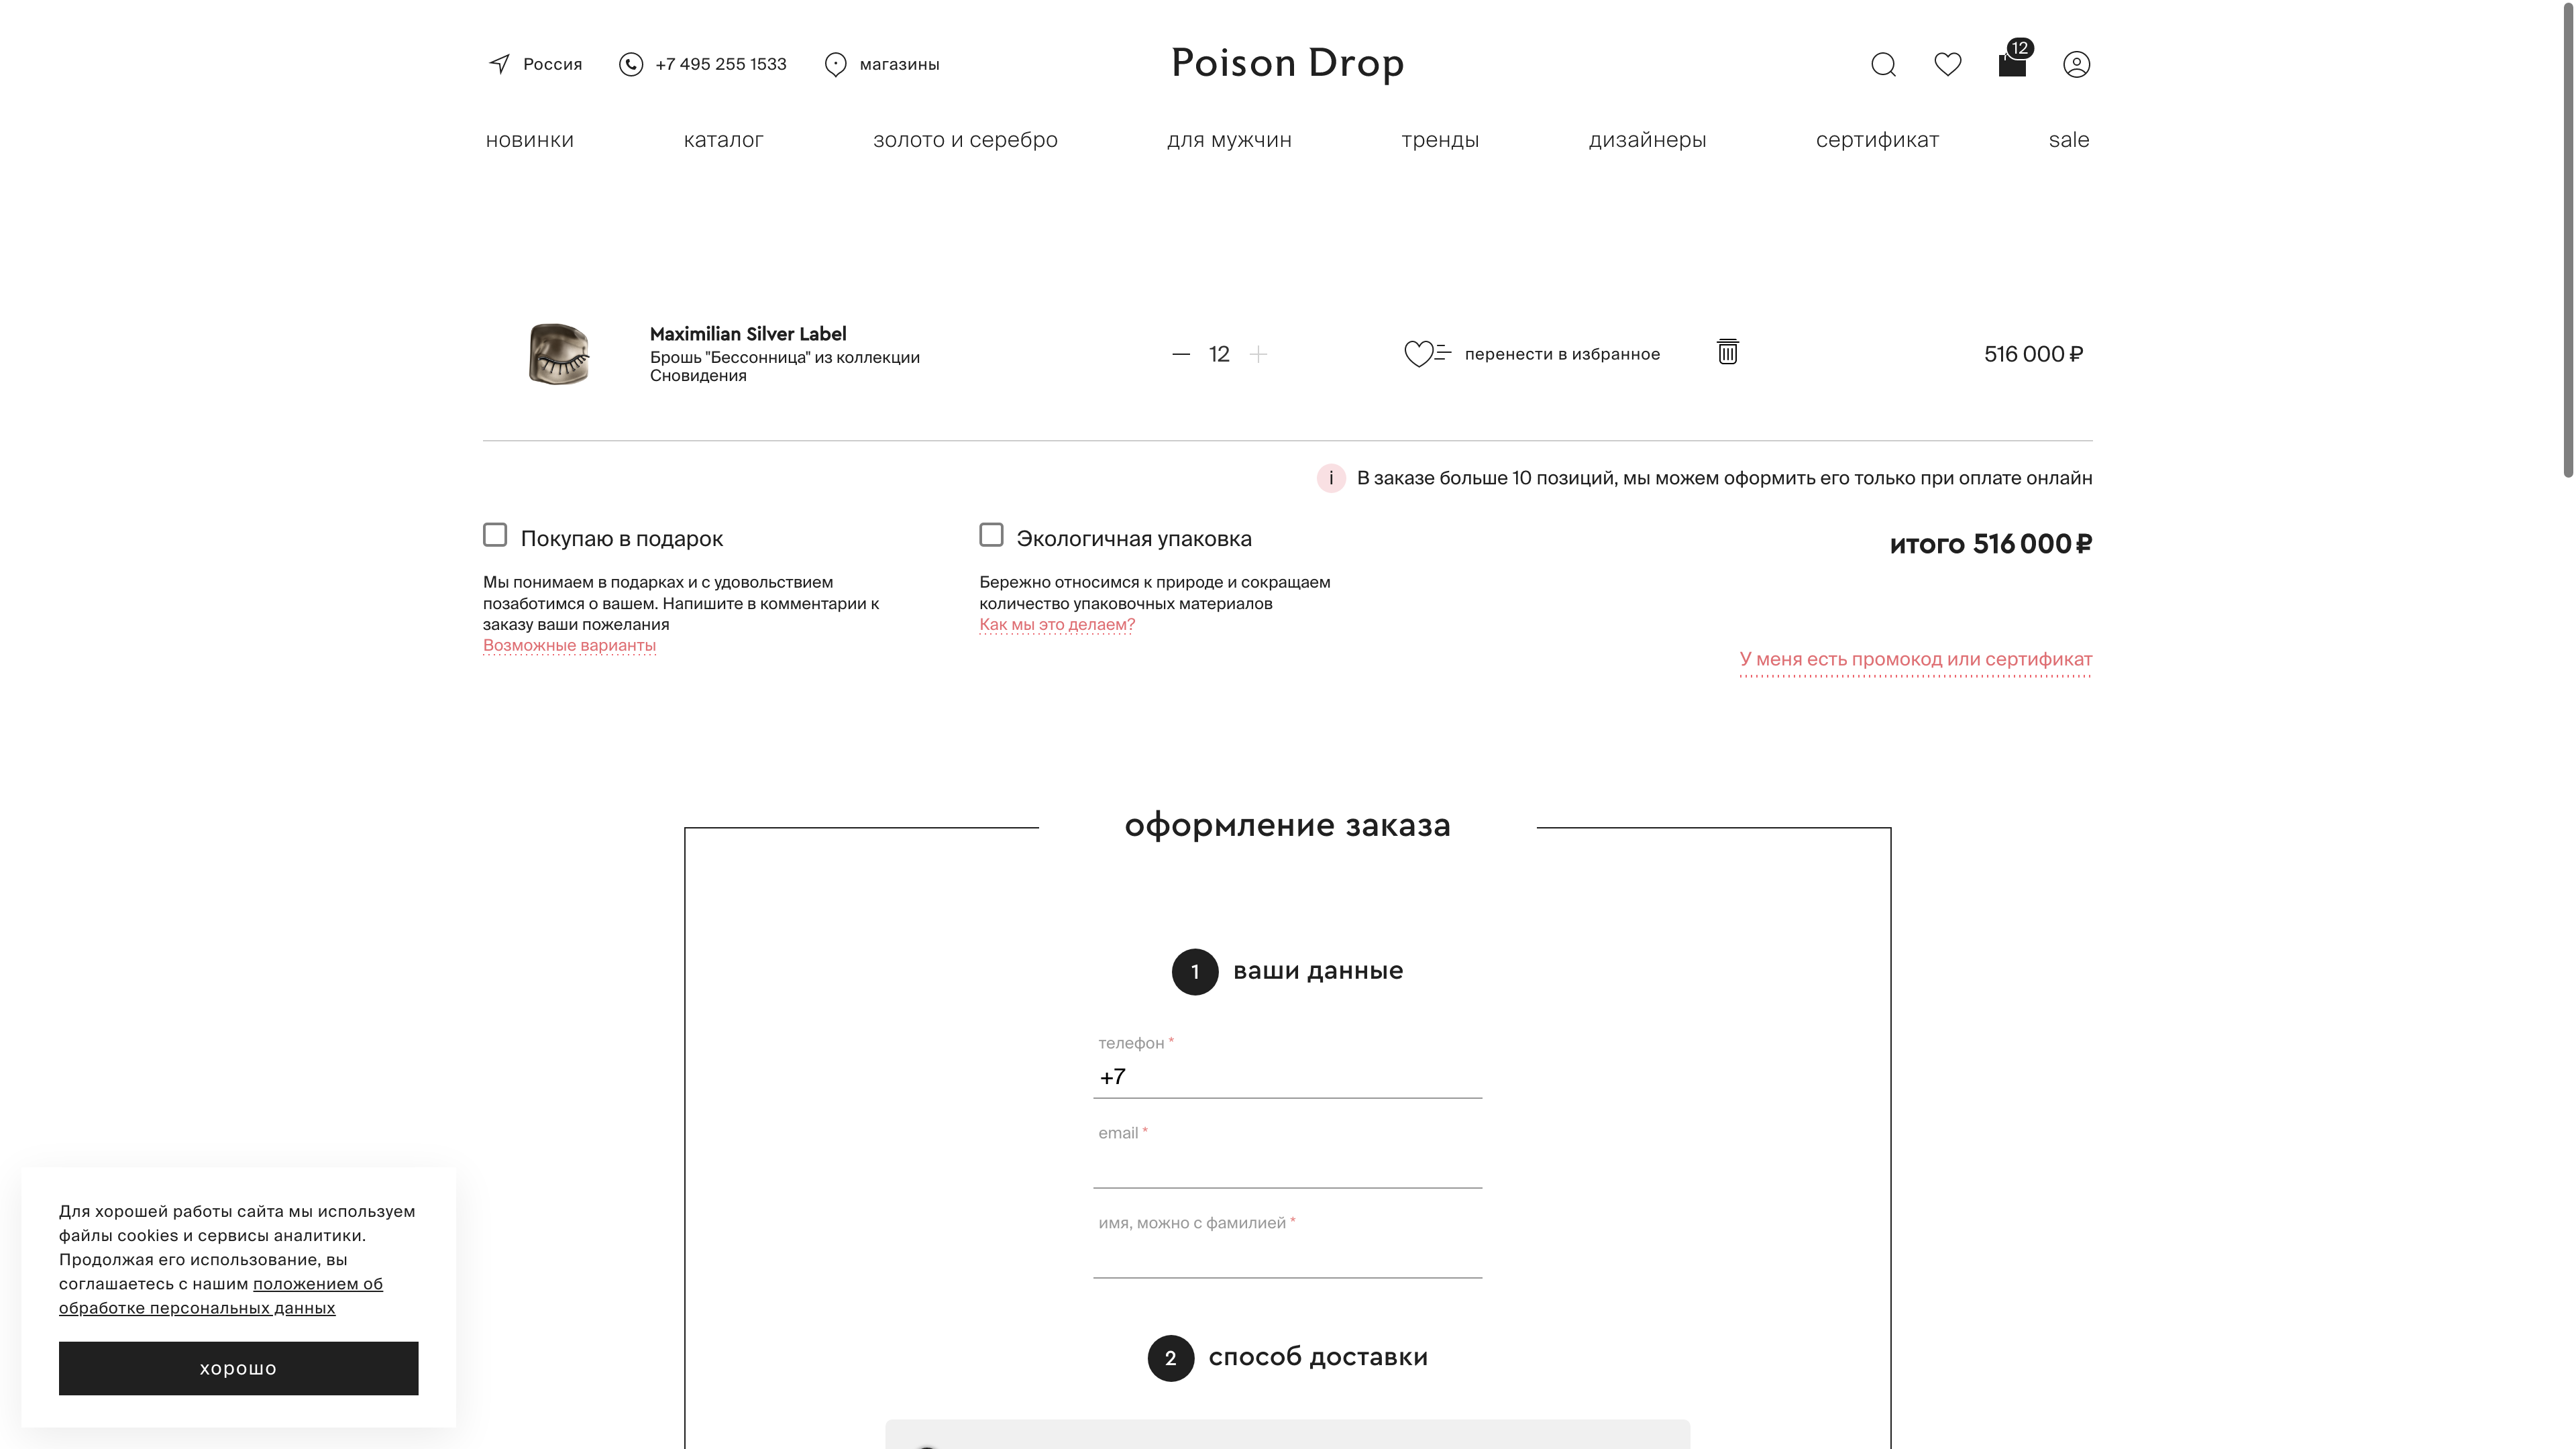 Россия
+7 495 255 1533
магазины
Poison Drop
12
новинки
каталог
золото и серебро
для мужчин
тренды
дизайнеры
сертификат
sale
Maximilian Silver Label
Брошь "Бессонница" из коллекции
Сновидения
12
перенести в избранное
516 000 ₽
i
В заказе больше 10 позиций, мы можем оформить его только при оплате онлайн
Покупаю в подарок
Мы понимаем в подарках и с удовольствием
позаботимся о вашем. Напишите в комментарии к
заказу ваши пожелания
Возможные варианты
Экологичная упаковка
Бережно относимся к природе и сокращаем
количество упаковочных материалов
Как мы это делаем?
итого 516 000 ₽
У меня есть промокод или сертификат
оформление заказа
1 ваши данные
телефон *
+7
email *
имя, можно с фамилией *
2 способ доставки
Для хорошей работы сайта мы используем
файлы cookies и сервисы аналитики.
Продолжая его использование, вы
соглашаетесь с нашим положением об
обработке персональных данных
хорошо